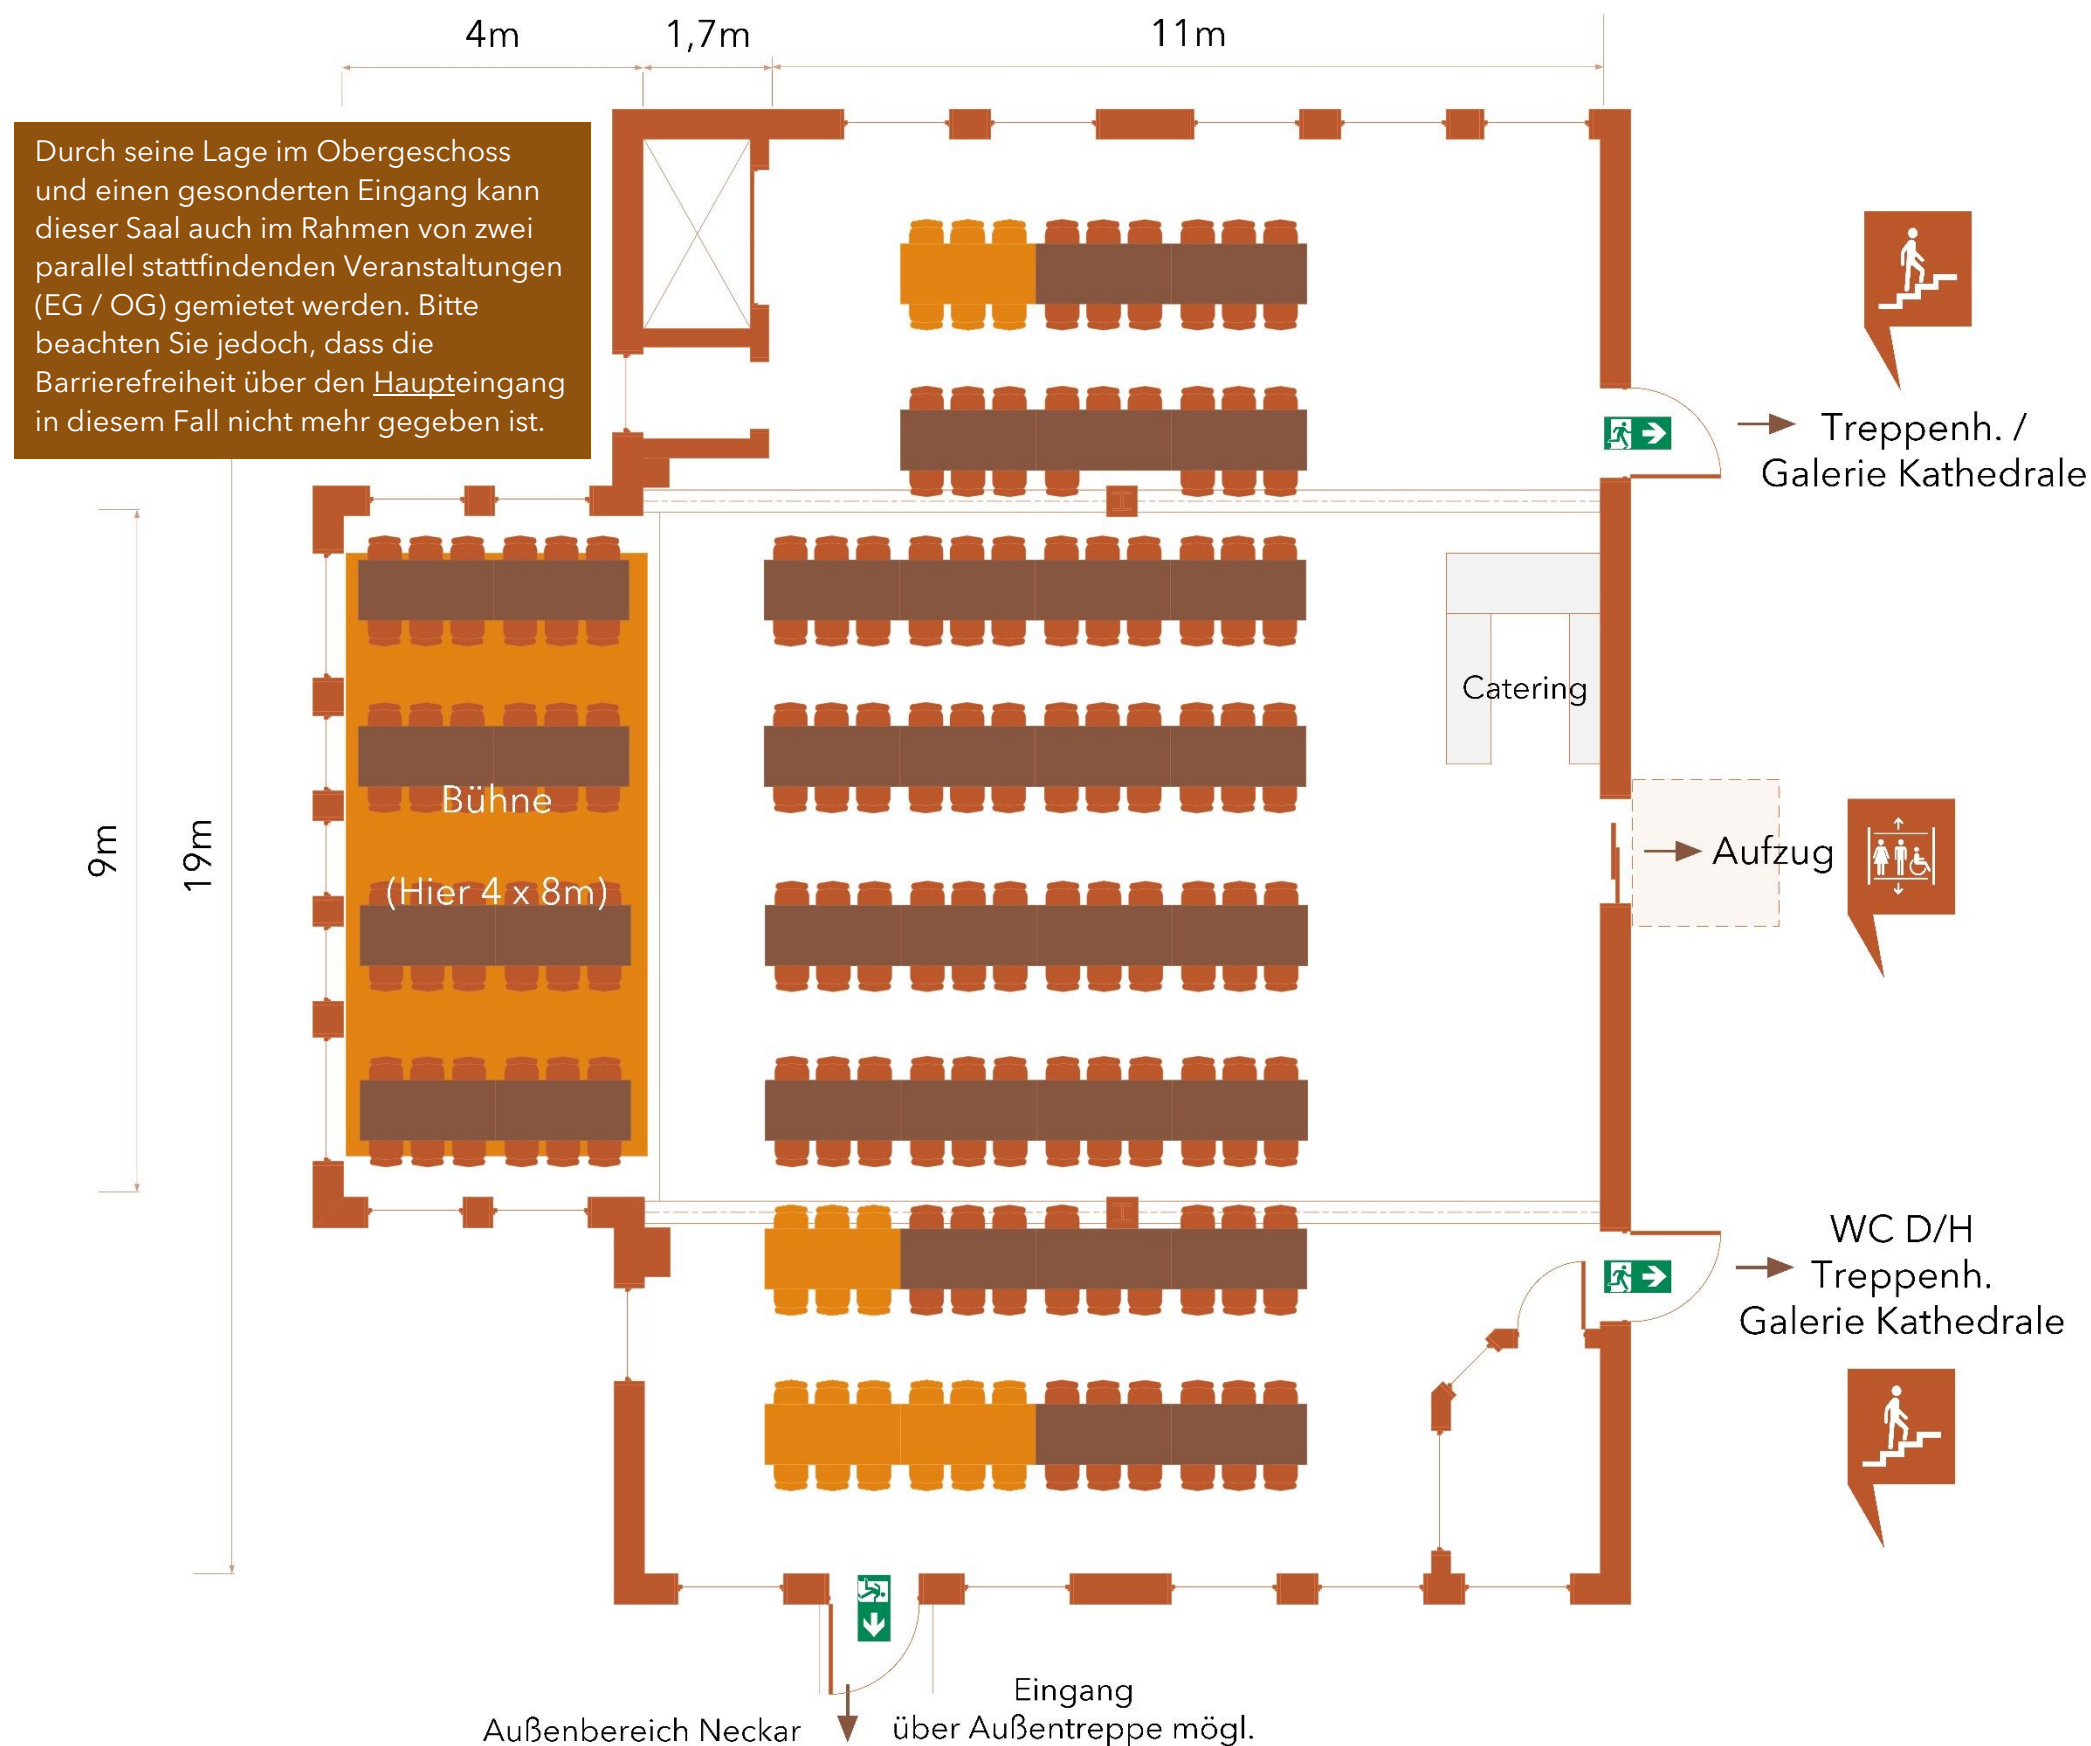 4m
1,7m
11m
Durch seine Lage im Obergeschoss
und einen gesonderten Eingang kann
dieser Saal auch im Rahmen von zwei
parallel stattfindenden Veranstaltungen
(EG / OG) gemietet werden. Bitte
beachten Sie jedoch, dass die
Barrierefreiheit über den Haupteingang
in diesem Fall nicht mehr gegeben ist.
Treppenh. /
Galerie Kathedrale
Catering
Bühne
(Hier 4 x 8m)
9m
19m
Aufzug
WC D/H
Treppenh.
Galerie Kathedrale
Eingang
über Außentreppe mögl.
Außenbereich Neckar